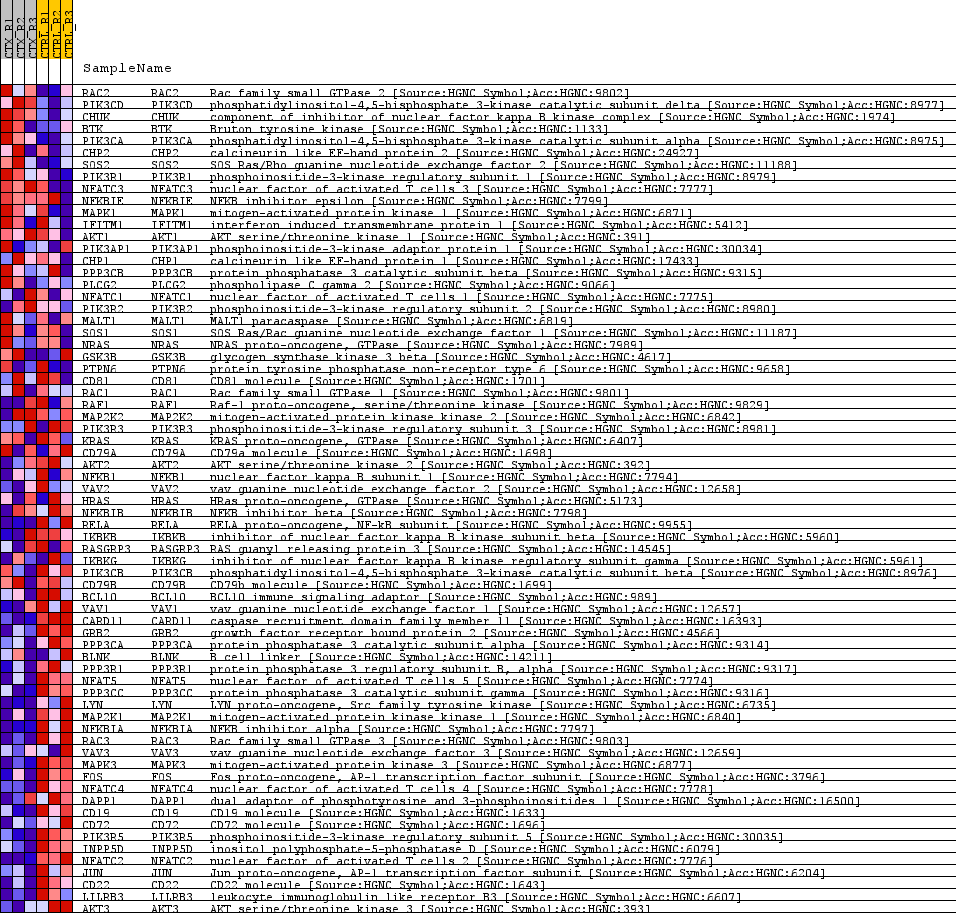 CTX_R1 CTX_R2 CTX_R3 CTRL_R1 CTRL_R2 CTRL_R3
SampleName
RAC2 RAC2 Rac family small GTPase 2 [Source:HGNC Symbol;Acc:HGNC:9802]
PIK3CD PIK3CD phosphatidylinositol-4,5-bisphosphate 3-kinase catalytic subunit delta [Source:HGNC Symbol;Acc:HGNC:8977]
CHUK CHUK component of inhibitor of nuclear factor kappa B kinase complex [Source:HGNC Symbol;Acc:HGNC:1974]
BTK BTK Bruton tyrosine kinase [Source:HGNC Symbol;Acc:HGNC:1133]
PIK3CA PIK3CA phosphatidylinositol-4,5-bisphosphate 3-kinase catalytic subunit alpha [Source:HGNC Symbol;Acc:HGNC:8975]
CHP2 CHP2 calcineurin like EF-hand protein 2 [Source:HGNC Symbol;Acc:HGNC:24927]
SOS2 SOS2 SOS Ras/Rho guanine nucleotide exchange factor 2 [Source:HGNC Symbol;Acc:HGNC:11188]
PIK3R1 PIK3R1 phosphoinositide-3-kinase regulatory subunit 1 [Source:HGNC Symbol;Acc:HGNC:8979]
NFATC3 NFATC3 nuclear factor of activated T cells 3 [Source:HGNC Symbol;Acc:HGNC:7777]
NFKBIE NFKBIE NFKB inhibitor epsilon [Source:HGNC Symbol;Acc:HGNC:7799]
MAPK1 MAPK1 mitogen-activated protein kinase 1 [Source:HGNC Symbol;Acc:HGNC:6871]
IFITM1 IFITM1 interferon induced transmembrane protein 1 [Source:HGNC Symbol;Acc:HGNC:5412]
AKT1 AKT1 AKT serine/threonine kinase 1 [Source:HGNC Symbol;Acc:HGNC:391]
PIK3AP1 PIK3AP1 phosphoinositide-3-kinase adaptor protein 1 [Source:HGNC Symbol;Acc:HGNC:30034]
CHP1 CHP1 calcineurin like EF-hand protein 1 [Source:HGNC Symbol;Acc:HGNC:17433]
PPP3CB PPP3CB protein phosphatase 3 catalytic subunit beta [Source:HGNC Symbol;Acc:HGNC:9315]
PLCG2 PLCG2 phospholipase C gamma 2 [Source:HGNC Symbol;Acc:HGNC:9066]
NFATC1 NFATC1 nuclear factor of activated T cells 1 [Source:HGNC Symbol;Acc:HGNC:7775]
PIK3R2 PIK3R2 phosphoinositide-3-kinase regulatory subunit 2 [Source:HGNC Symbol;Acc:HGNC:8980]
MALT1 MALT1 MALT1 paracaspase [Source:HGNC Symbol;Acc:HGNC:6819]
SOS1 SOS1 SOS Ras/Rac guanine nucleotide exchange factor 1 [Source:HGNC Symbol;Acc:HGNC:11187]
NRAS NRAS NRAS proto-oncogene, GTPase [Source:HGNC Symbol;Acc:HGNC:7989]
GSK3B GSK3B glycogen synthase kinase 3 beta [Source:HGNC Symbol;Acc:HGNC:4617]
PTPN6 PTPN6 protein tyrosine phosphatase non-receptor type 6 [Source:HGNC Symbol;Acc:HGNC:9658]
CD81 CD81 CD81 molecule [Source:HGNC Symbol;Acc:HGNC:1701]
RAC1 RAC1 Rac family small GTPase 1 [Source:HGNC Symbol;Acc:HGNC:9801]
RAF1 RAF1 Raf-1 proto-oncogene, serine/threonine kinase [Source:HGNC Symbol;Acc:HGNC:9829]
MAP2K2 MAP2K2 mitogen-activated protein kinase kinase 2 [Source:HGNC Symbol;Acc:HGNC:6842]
PIK3R3 PIK3R3 phosphoinositide-3-kinase regulatory subunit 3 [Source:HGNC Symbol;Acc:HGNC:8981]
KRAS KRAS KRAS proto-oncogene, GTPase [Source:HGNC Symbol;Acc:HGNC:6407]
CD79A CD79A CD79a molecule [Source:HGNC Symbol;Acc:HGNC:1698]
AKT2 AKT2 AKT serine/threonine kinase 2 [Source:HGNC Symbol;Acc:HGNC:392]
NFKB1 NFKB1 nuclear factor kappa B subunit 1 [Source:HGNC Symbol;Acc:HGNC:7794]
VAV2 VAV2 vav guanine nucleotide exchange factor 2 [Source:HGNC Symbol;Acc:HGNC:12658]
HRAS HRAS HRas proto-oncogene, GTPase [Source:HGNC Symbol;Acc:HGNC:5173]
NFKBIB NFKBIB NFKB inhibitor beta [Source:HGNC Symbol;Acc:HGNC:7798]
RELA RELA RELA proto-oncogene, NF-kB subunit [Source:HGNC Symbol;Acc:HGNC:9955]
IKBKB IKBKB inhibitor of nuclear factor kappa B kinase subunit beta [Source:HGNC Symbol;Acc:HGNC:5960]
RASGRP3 RASGRP3 RAS guanyl releasing protein 3 [Source:HGNC Symbol;Acc:HGNC:14545]
IKBKG IKBKG inhibitor of nuclear factor kappa B kinase regulatory subunit gamma [Source:HGNC Symbol;Acc:HGNC:5961]
PIK3CB PIK3CB phosphatidylinositol-4,5-bisphosphate 3-kinase catalytic subunit beta [Source:HGNC Symbol;Acc:HGNC:8976]
CD79B CD79B CD79b molecule [Source:HGNC Symbol;Acc:HGNC:1699]
BCL10 BCL10 BCL10 immune signaling adaptor [Source:HGNC Symbol;Acc:HGNC:989]
VAV1 VAV1 vav guanine nucleotide exchange factor 1 [Source:HGNC Symbol;Acc:HGNC:12657]
CARD11 CARD11 caspase recruitment domain family member 11 [Source:HGNC Symbol;Acc:HGNC:16393]
GRB2 GRB2 growth factor receptor bound protein 2 [Source:HGNC Symbol;Acc:HGNC:4566]
PPP3CA PPP3CA protein phosphatase 3 catalytic subunit alpha [Source:HGNC Symbol;Acc:HGNC:9314]
BLNK BLNK B cell linker [Source:HGNC Symbol;Acc:HGNC:14211]
PPP3R1 PPP3R1 protein phosphatase 3 regulatory subunit B, alpha [Source:HGNC Symbol;Acc:HGNC:9317]
NFAT5 NFAT5 nuclear factor of activated T cells 5 [Source:HGNC Symbol;Acc:HGNC:7774]
PPP3CC PPP3CC protein phosphatase 3 catalytic subunit gamma [Source:HGNC Symbol;Acc:HGNC:9316]
LYN LYN LYN proto-oncogene, Src family tyrosine kinase [Source:HGNC Symbol;Acc:HGNC:6735]
MAP2K1 MAP2K1 mitogen-activated protein kinase kinase 1 [Source:HGNC Symbol;Acc:HGNC:6840]
NFKBIA NFKBIA NFKB inhibitor alpha [Source:HGNC Symbol;Acc:HGNC:7797]
RAC3 RAC3 Rac family small GTPase 3 [Source:HGNC Symbol;Acc:HGNC:9803]
VAV3 VAV3 vav guanine nucleotide exchange factor 3 [Source:HGNC Symbol;Acc:HGNC:12659]
MAPK3 MAPK3 mitogen-activated protein kinase 3 [Source:HGNC Symbol;Acc:HGNC:6877]
FOS FOS Fos proto-oncogene, AP-1 transcription factor subunit [Source:HGNC Symbol;Acc:HGNC:3796]
NFATC4 NFATC4 nuclear factor of activated T cells 4 [Source:HGNC Symbol;Acc:HGNC:7778]
DAPP1 DAPP1 dual adaptor of phosphotyrosine and 3-phosphoinositides 1 [Source:HGNC Symbol;Acc:HGNC:16500]
CD19 CD19 CD19 molecule [Source:HGNC Symbol;Acc:HGNC:1633]
CD72 CD72 CD72 molecule [Source:HGNC Symbol;Acc:HGNC:1696]
PIK3R5 PIK3R5 phosphoinositide-3-kinase regulatory subunit 5 [Source:HGNC Symbol;Acc:HGNC:30035]
INPP5D INPP5D inositol polyphosphate-5-phosphatase D [Source:HGNC Symbol;Acc:HGNC:6079]
NFATC2 NFATC2 nuclear factor of activated T cells 2 [Source:HGNC Symbol;Acc:HGNC:7776]
JUN JUN Jun proto-oncogene, AP-1 transcription factor subunit [Source:HGNC Symbol;Acc:HGNC:6204]
CD22 CD22 CD22 molecule [Source:HGNC Symbol;Acc:HGNC:1643]
LILRB3 LILRB3 leukocyte immunoglobulin like receptor B3 [Source:HGNC Symbol;Acc:HGNC:6607]
AKT3 AKT3 AKT serine/threonine kinase 3 [Source:HGNC Symbol;Acc:HGNC:393]